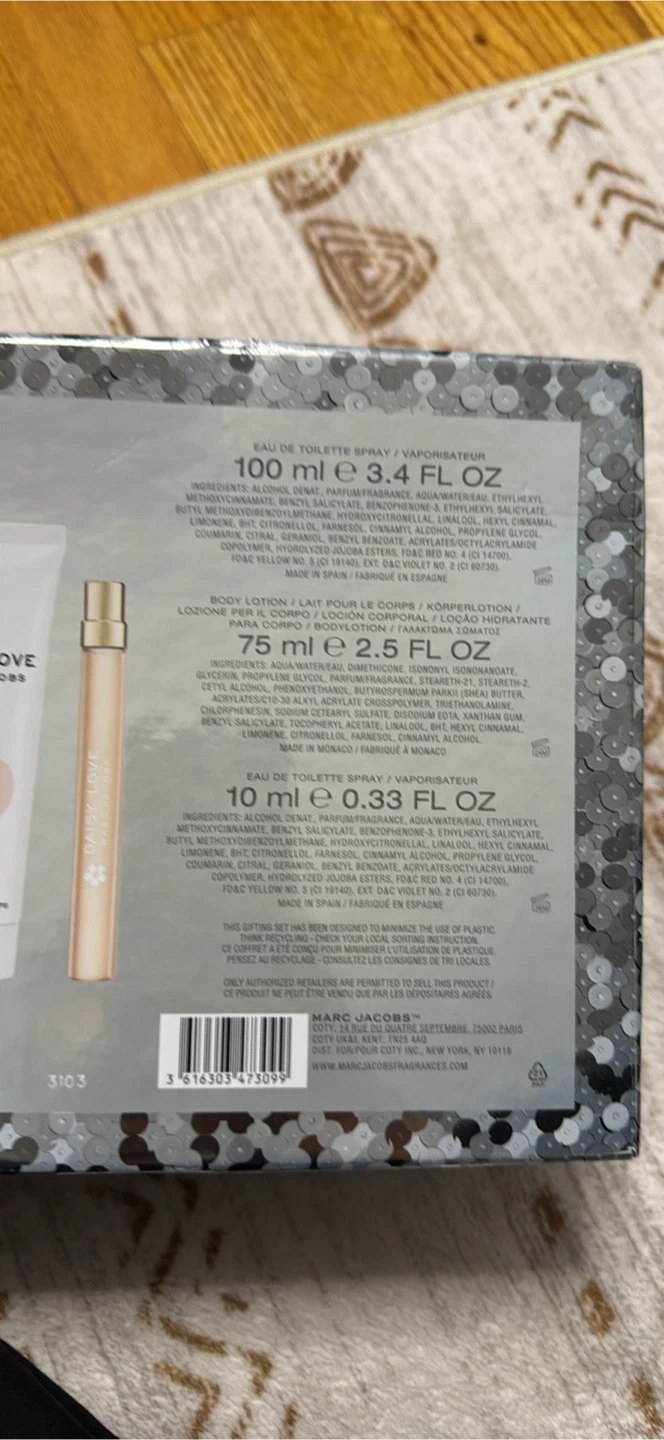 EAU DE TOILETTE SPRAY / VAPORISATEUR
100 ml e 3.4 FL OZ
INGREDIENTS: ALCOHOL DENAT., PARFUM/FRAGRANCE, AQUA/WATER/EAU, ETHYLHEXYL
METHOXYCINNAMATE, BENZYL SALICYLATE, BENZOPHENONE-3, ETHYLHEXYL SALICYLATE,
BUTYL METHOXYDIBENZOYLMETHANE, HYDROXYCITRONELLAL, LINALOOL, HEXYL CINNAMAL,
LIMONENE, BHT, CITRONELLOL, FARNESOL, CINNAMYL ALCOHOL, PROPYLENE GLYCOL,
COUMARIN, CITRAL, GERANIOL, BENZYL BENZOATE, ACRYLATES/OCTYLACRYLAMIDE
COPOLYMER, HYDROLYZED JOJOBA ESTERS, FD&C RED NO. 4 (CI 14700),
FD&C YELLOW NO. 5 (CI 19140), EXT. D&C VIOLET NO. 2 (CI 60730).
MADE IN SPAIN / FABRIQUÉ EN ESPAGNE
BODY LOTION / LAIT POUR LE CORPS / KÖRPERLOTION /
LOZIONE PER IL CORPO / LOCIÓN CORPORAL / LOÇÃO HIDRATANTE
PARA CORPO / BODYLOTION / ΓΑΛΑΚΤΩΜΑ ΣΩΜΑΤΟΣ
75 ml e 2.5 FL OZ
INGREDIENTS: AQUA/WATER/EAU, DIMETHICONE, ISONONYL ISONONANOATE,
GLYCERIN, PROPYLENE GLYCOL, PARFUM/FRAGRANCE, STEARETH-21, STEARETH-2,
CETYL ALCOHOL, PHENOXYETHANOL, BUTYROSPERMUM PARKII (SHEA) BUTTER,
ACRYLATES/C10-30 ALKYL ACRYLATE CROSSPOLYMER, TRIETHANOLAMINE,
CHLORPHENESIN, SODIUM CETEARYL SULFATE, DISODIUM EDTA, XANTHAN GUM,
BENZYL SALICYLATE, TOCOPHERYL ACETATE, LINALOOL, BHT, HEXYL CINNAMAL,
LIMONENE, CITRONELLOL, FARNESOL, CINNAMYL ALCOHOL.
MADE IN MONACO / FABRIQUÉ À MONACO
EAU DE TOILETTE SPRAY / VAPORISATEUR
10 ml e 0.33 FL OZ
INGREDIENTS: ALCOHOL DENAT., PARFUM/FRAGRANCE, AQUA/WATER/EAU, ETHYLHEXYL
METHOXYCINNAMATE, BENZYL SALICYLATE, BENZOPHENONE-3, ETHYLHEXYL SALICYLATE,
BUTYL METHOXYDIBENZOYLMETHANE, HYDROXYCITRONELLAL, LINALOOL, HEXYL CINNAMAL,
LIMONENE, BHT, CITRONELLOL, FARNESOL, CINNAMYL ALCOHOL, PROPYLENE GLYCOL,
COUMARIN, CITRAL, GERANIOL, BENZYL BENZOATE, ACRYLATES/OCTYLACRYLAMIDE
COPOLYMER, HYDROLYZED JOJOBA ESTERS, FD&C RED NO. 4 (CI 14700),
FD&C YELLOW NO. 5 (CI 19140), EXT. D&C VIOLET NO. 2 (CI 60730).
MADE IN SPAIN / FABRIQUÉ EN ESPAGNE
THIS GIFTING SET HAS BEEN DESIGNED TO MINIMIZE THE USE OF PLASTIC.
THINK RECYCLING - CHECK YOUR LOCAL SORTING INSTRUCTION.
CE COFFRET A ÉTÉ CONÇU POUR MINIMISER L'UTILISATION DE PLASTIQUE.
PENSEZ AU RECYCLAGE - CONSULTEZ LES CONSIGNES DE TRI LOCALES.
ONLY AUTHORIZED RETAILERS ARE PERMITTED TO SELL THIS PRODUCT /
CE PRODUIT NE PEUT ÊTRE VENDU QUE PAR LES DÉPOSITAIRES AGRÉÉS.
MARC JACOBS™
COTY: 14 RUE DU QUATRE SEPTEMBRE, 75002 PARIS
COTY UK&I, KENT, TN25 4AQ
DIST. FOR/POUR COTY INC., NEW YORK, NY 10118
WWW.MARCJACOBSFRAGRANCES.COM
3 616303 473099
3103
21
PAP
OVE
OBS
DAISY LOVE
MARC JACOBS